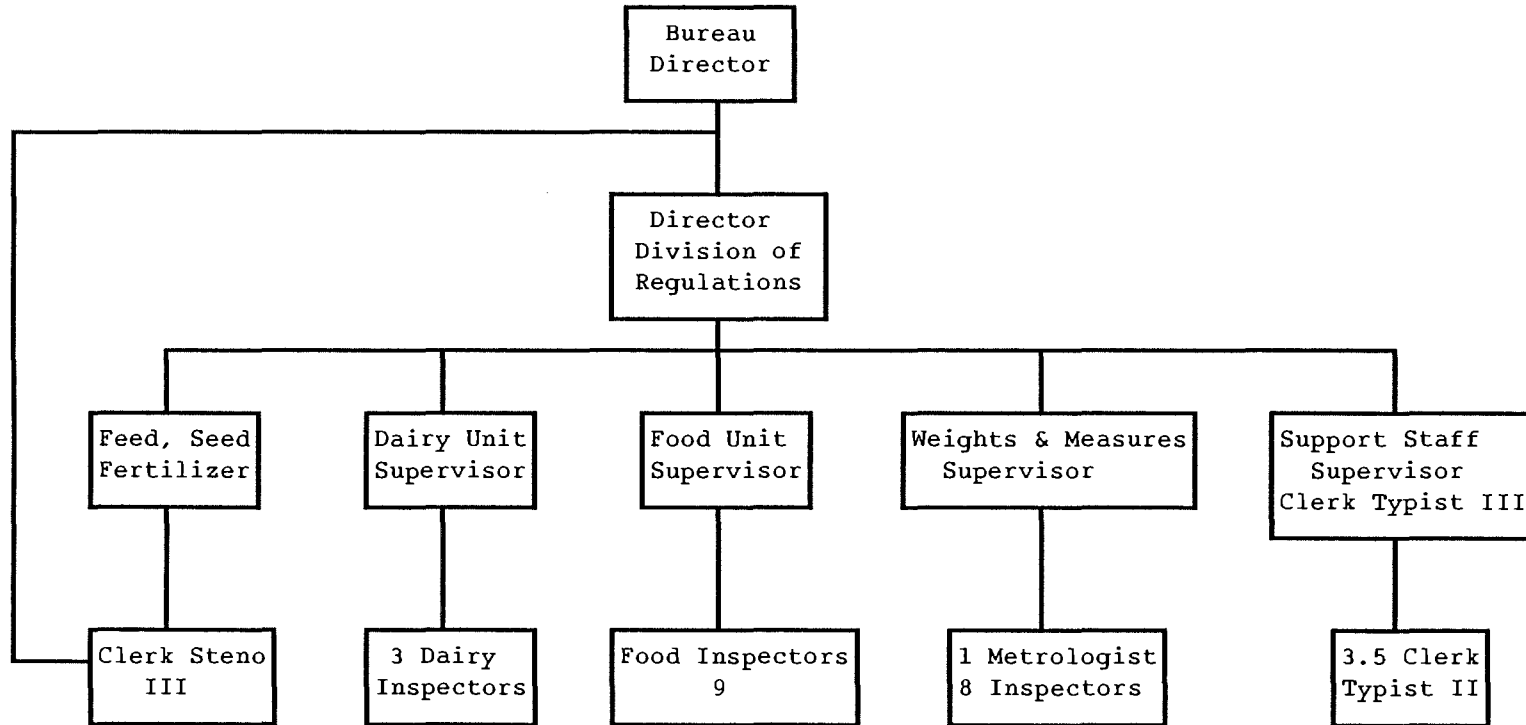 Bureau
Director
Director
Division of
Regulations
Feed, Seed
Fertilizer
Dairy Unit
Supervisor
Food Unit
Supervisor
Weights & Measures
Supervisor
Support Staff
Supervisor
Clerk Typist III
Clerk Steno
III
3 Dairy
Inspectors
Food Inspectors
9
1 Metrologist
8 Inspectors
3.5 Clerk
Typist II